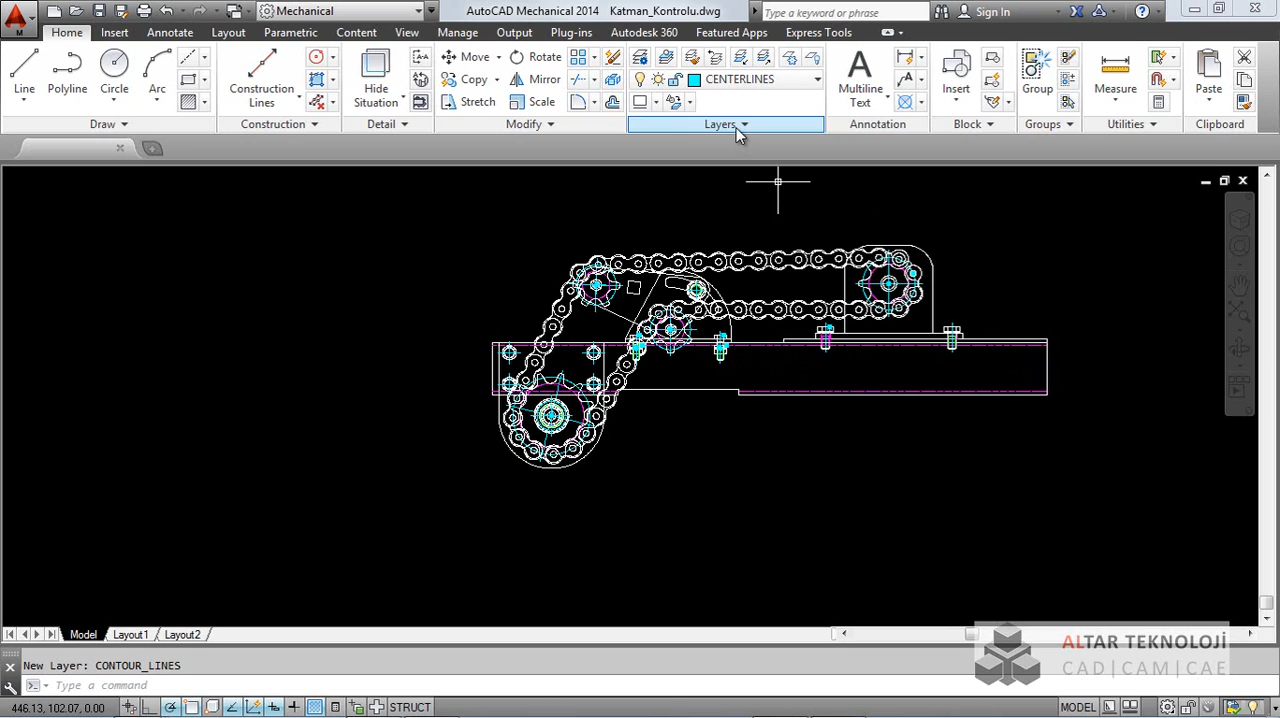 Mechanical
AutoCAD Mechanical 2014 Katman_Kontrolu.dwg
Type a keyword or phrase
Sign In
Home Insert Annotate Layout Parametric Content View Manage Output Plug-ins Autodesk 360 Featured Apps Express Tools
Line Polyline Circle Arc
Construction Lines
Hide Situation
Move Rotate
Copy Mirror
Stretch Scale
CENTERLINES
Multiline Text
Insert
Group
Measure
Paste
Draw Construction Detail Modify Layers Annotation Block Groups Utilities Clipboard
Model Layout1 Layout2
ALTAR TEKNOLOJİ
CAD|CAM|CAE
New Layer: CONTOUR_LINES
Type a command
446.13, 102.07, 0.00
STRUCT
MODEL